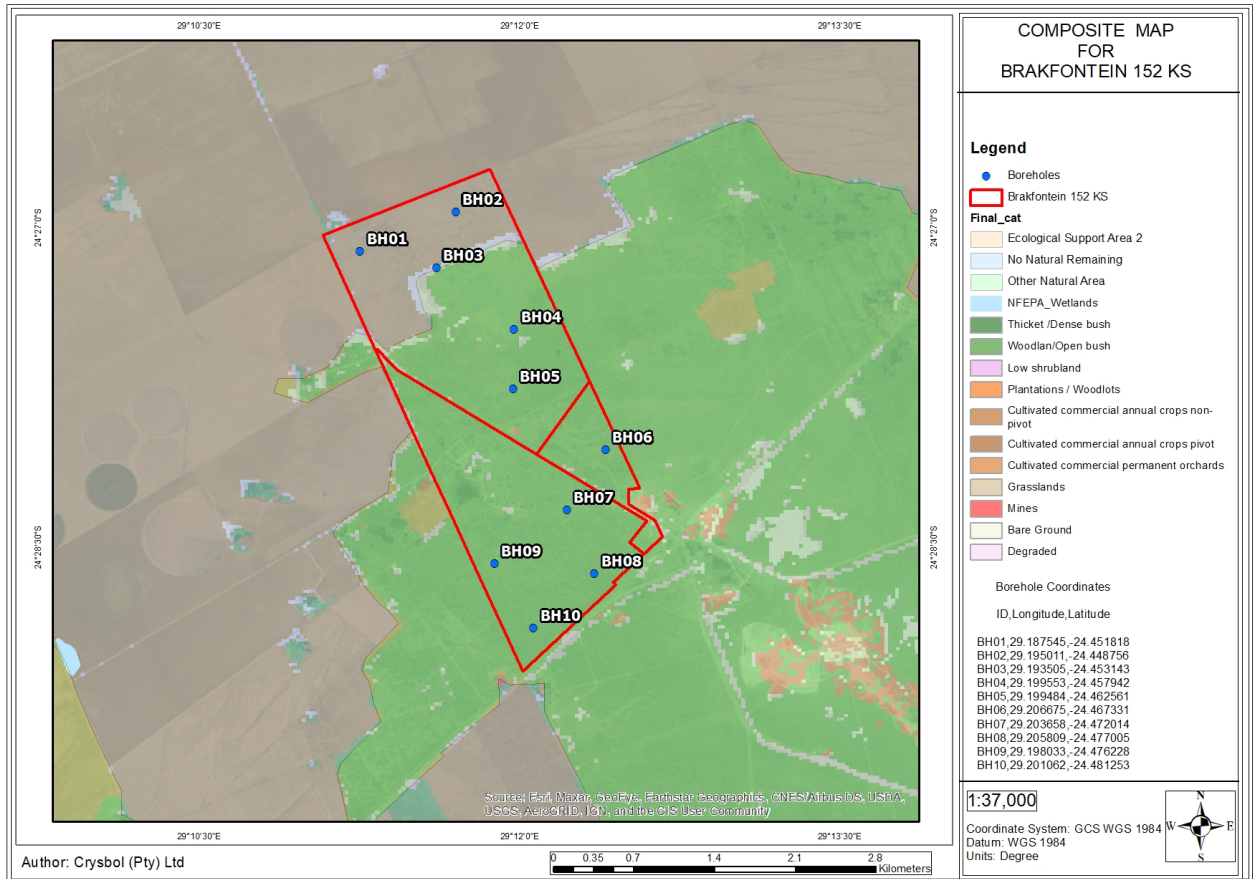 29°10'30"E
29°12'0"E
29°13'30"E
24°27'0"S
24°27'0"S
24°28'30"S
24°28'30"S
BH02
BH01
BH03
BH04
BH05
BH06
BH07
BH09
BH08
BH10
Source: Esri, Maxar, GeoEye, Earthstar Geographics, CNES/Airbus DS, USDA,
USGS, AeroGRID, IGN, and the GIS User Community
29°10'30"E
29°12'0"E
29°13'30"E
Author: Crysbol (Pty) Ltd
0 0.35 0.7 1.4 2.1 2.8
Kilometers
COMPOSITE MAP
FOR
BRAKFONTEIN 152 KS
Legend
Boreholes
Brakfontein 152 KS
Final_cat
Ecological Support Area 2
No Natural Remaining
Other Natural Area
NFEPA_Wetlands
Thicket /Dense bush
Woodlan/Open bush
Low shrubland
Plantations / Woodlots
Cultivated commercial annual crops non-
pivot
Cultivated commercial annual crops pivot
Cultivated commercial permanent orchards
Grasslands
Mines
Bare Ground
Degraded
Borehole Coordinates
ID,Longitude,Latitude
BH01,29.187545,-24.451818
BH02,29.195011,-24.448756
BH03,29.193505,-24.453143
BH04,29.199553,-24.457942
BH05,29.199484,-24.462561
BH06,29.206675,-24.467331
BH07,29.203658,-24.472014
BH08,29.205809,-24.477005
BH09,29.198033,-24.476228
BH10,29.201062,-24.481253
1:37,000
Coordinate System: GCS WGS 1984
Datum: WGS 1984
Units: Degree
N
W E
S